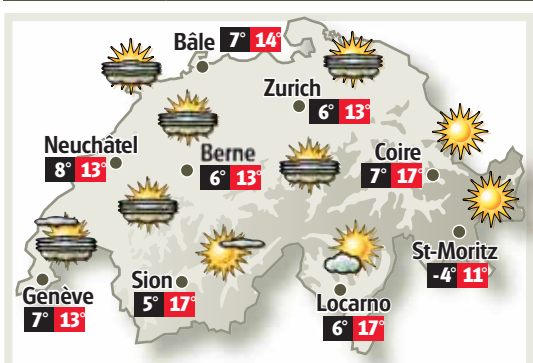 Bâle 7° 14°
Zurich
6° 13°
Neuchâtel
8° 13°
Berne
6° 13°
Coire
7° 17°
St-Moritz
-4° 11°
Sion
5° 17°
Genève
7° 13°
Locarno
6° 17°